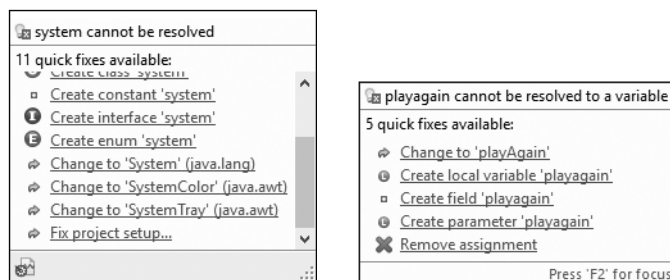 system cannot be resolved
11 quick fixes available:
Create class 'system'
Create constant 'system'
Create interface 'system'
Create enum 'system'
Change to 'System' (java.lang)
Change to 'SystemColor' (java.awt)
Change to 'SystemTray' (java.awt)
Fix project setup...
playagain cannot be resolved to a variable
5 quick fixes available:
Change to 'playAgain'
Create local variable 'playagain'
Create field 'playagain'
Create parameter 'playagain'
Remove assignment
Press 'F2' for focus